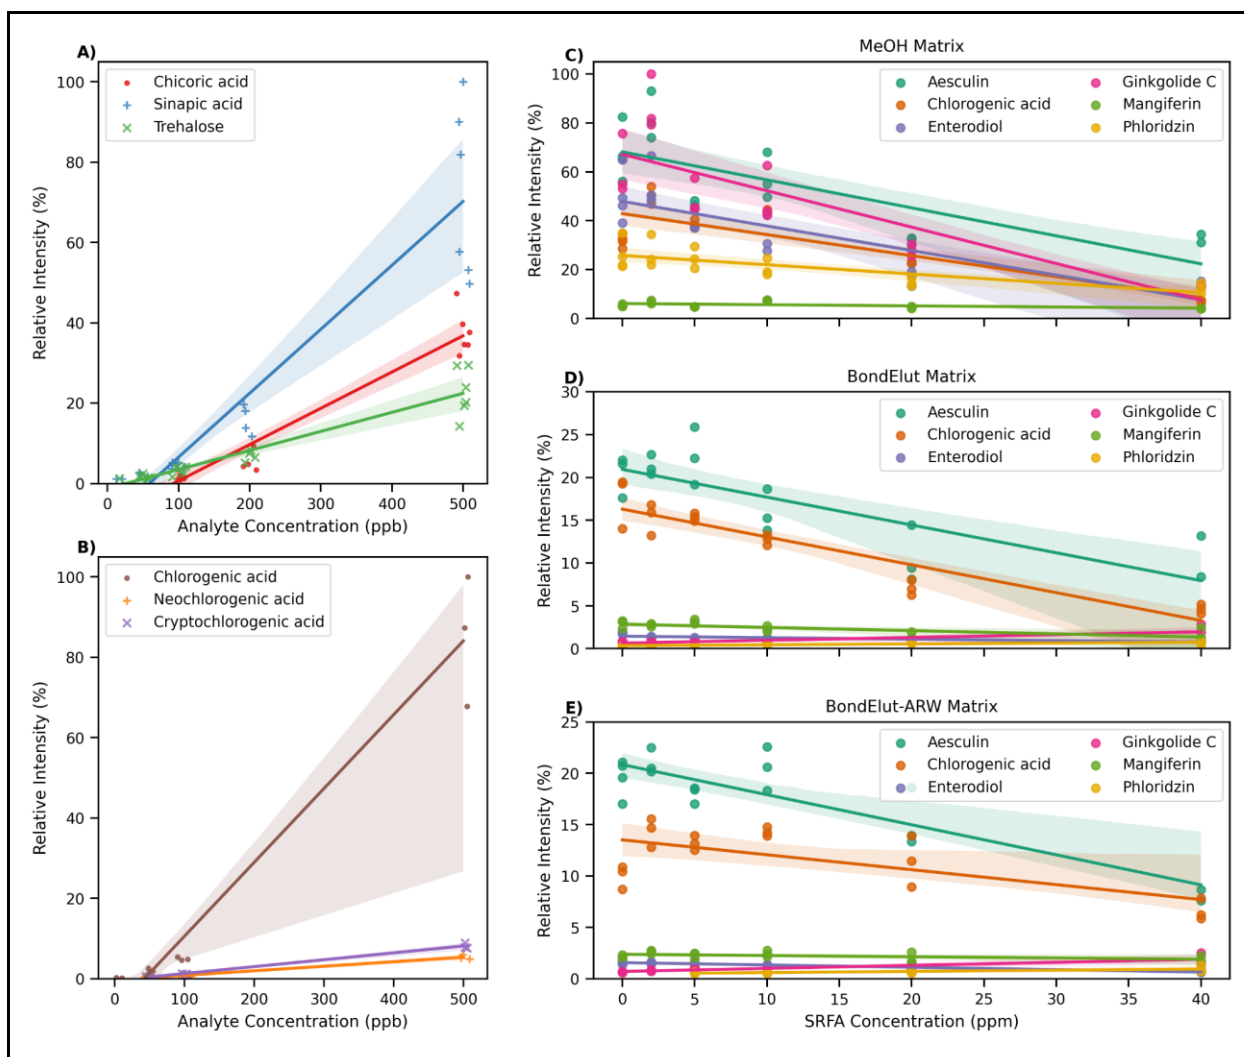 A)
Relative Intensity (%)
100
80
60
40
20
0
Chicoric acid
Sinapic acid
Trehalose
0
100
200
300
400
500
Analyte Concentration (ppb)
B)
Relative Intensity (%)
100
80
60
40
20
0
Chlorogenic acid
Neochlorogenic acid
Cryptochlorogenic acid
0
100
200
300
400
500
Analyte Concentration (ppb)
C)
MeOH Matrix
Relative Intensity (%)
100
80
60
40
20
0
Aesculin
Chlorogenic acid
Enterodiol
Ginkgolide C
Mangiferin
Phloridzin
D)
BondElut Matrix
Relative Intensity (%)
30
25
20
15
10
5
0
Aesculin
Chlorogenic acid
Enterodiol
Ginkgolide C
Mangiferin
Phloridzin
E)
BondElut-ARW Matrix
Relative Intensity (%)
25
20
15
10
5
0
Aesculin
Chlorogenic acid
Enterodiol
Ginkgolide C
Mangiferin
Phloridzin
0
5
10
15
20
25
30
35
40
SRFA Concentration (ppm)